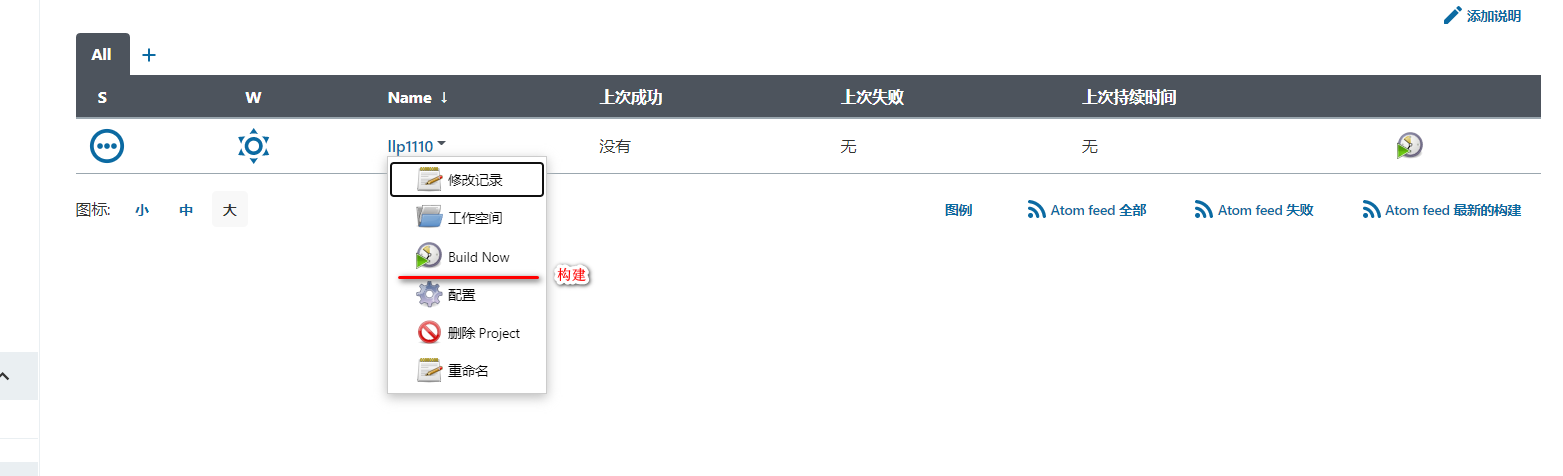 添加说明
All +
S W Name ↓ 上次成功 上次失败 上次持续时间
llp1110 没有 无 无
修改记录
工作空间
Build Now
构建
配置
删除 Project
重命名
图标: 小 中 大 图例 Atom feed 全部 Atom feed 失败 Atom feed 最新的构建